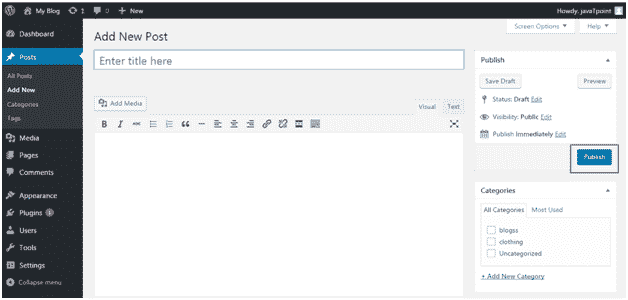 My Blog 1 0 + New Howdy, javaTpoint
Screen Options Help
Dashboard
Posts
All Posts
Add New
Categories
Tags
Media
Pages
Comments
Appearance
Plugins 1
Users
Tools
Settings
Collapse menu
Add New Post
Enter title here
Add Media
Visual Text
B I ABC
Publish
Save Draft Preview
Status: Draft Edit
Visibility: Public Edit
Publish Immediately Edit
Publish
Categories
All Categories Most Used
blogss
clothing
Uncategorized
+ Add New Category